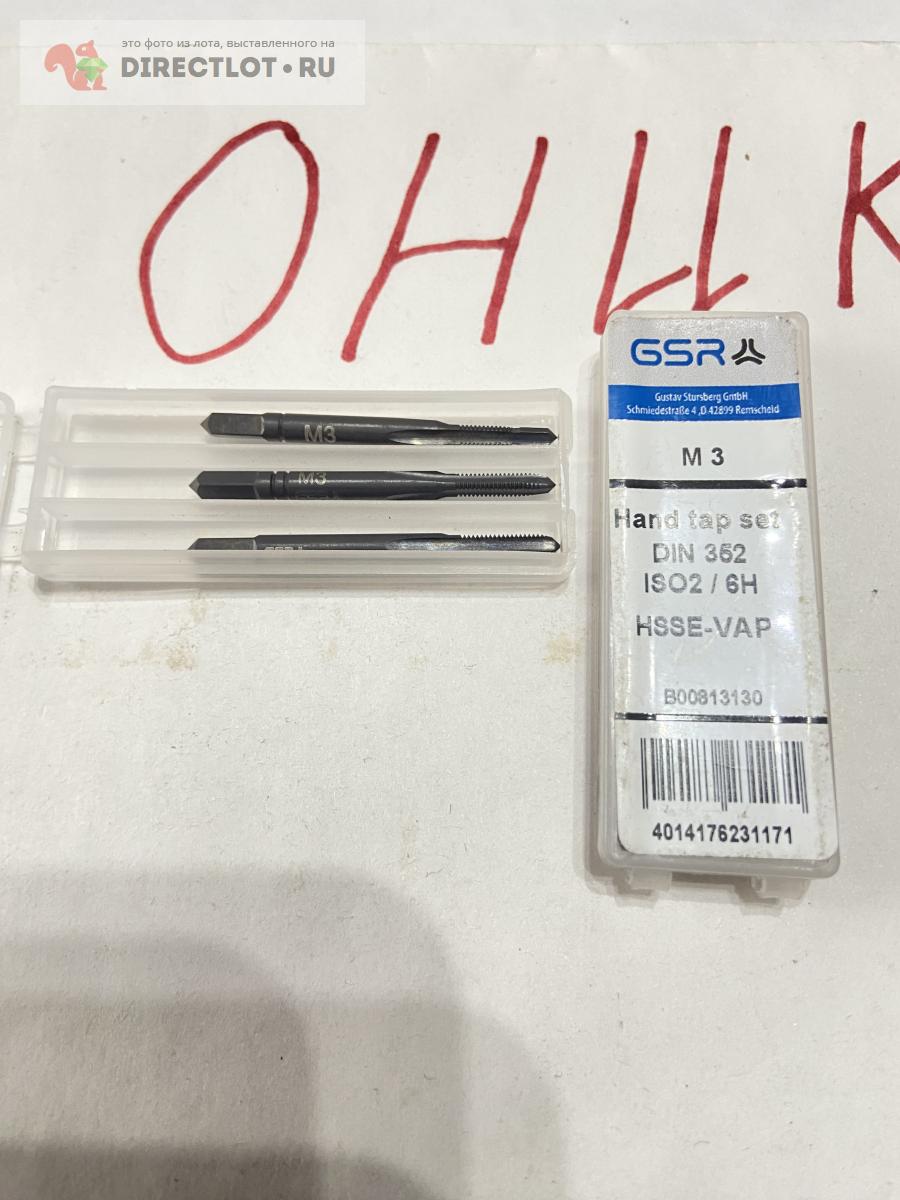 это фото из лота, выставленного на
DIRECTLOT•RU
ОНЦК
M3
M3
GSR
GSR
Gustav Stursberg GmbH
Schmiedestraße 4 ,D 42899 Remscheid
M 3
Hand tap set
DIN 352
ISO2 / 6H
HSSE-VAP
B00813130
4014176231171